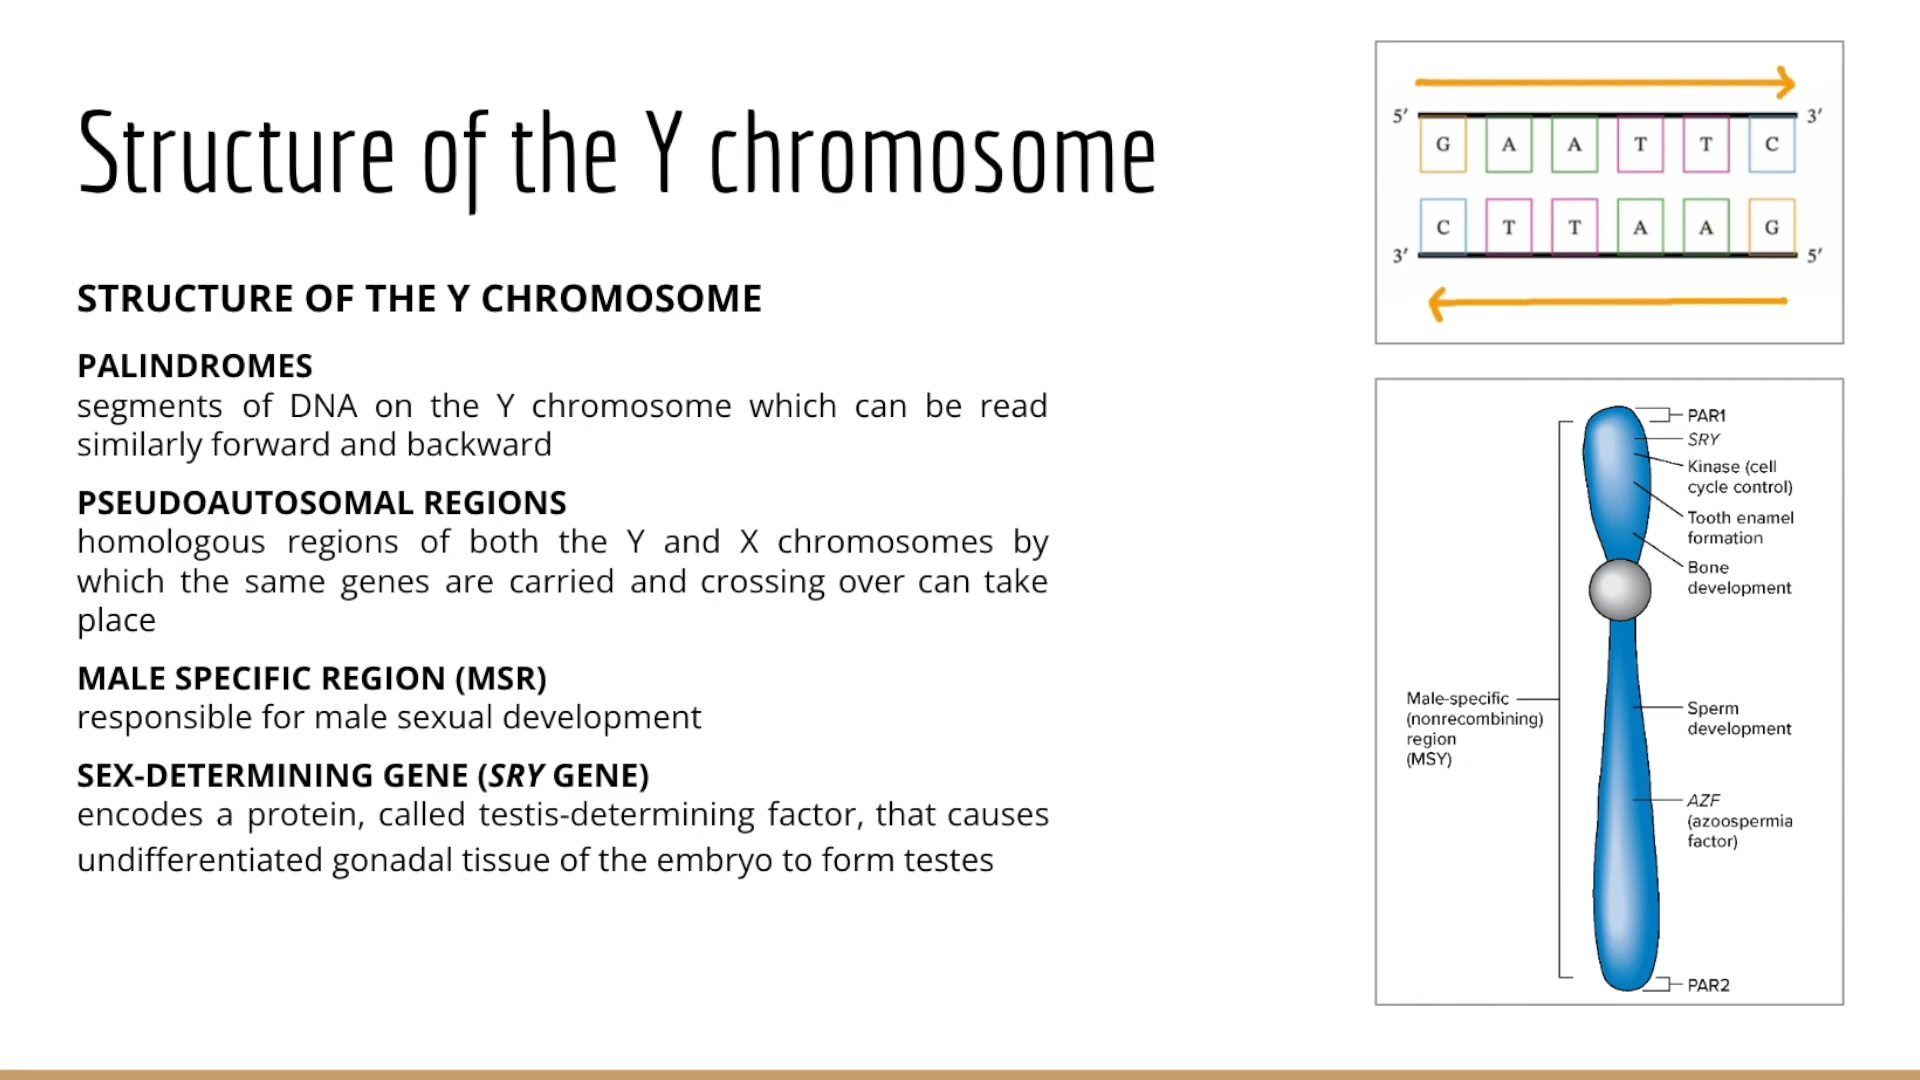 Structure of the Y chromosome
STRUCTURE OF THE Y CHROMOSOME
PALINDROMES
segments of DNA on the Y chromosome which can be read
similarly forward and backward
PSEUDOAUTOSOMAL REGIONS
homologous regions of both the Y and X chromosomes by
which the same genes are carried and crossing over can take
place
MALE SPECIFIC REGION (MSR)
responsible for male sexual development
SEX-DETERMINING GENE (SRY GENE)
encodes a protein, called testis-determining factor, that causes
undifferentiated gonadal tissue of the embryo to form testes
5′ 3′
G A A T T C
C T T A A G
3′ 5′
PAR1
SRY
Kinase (cell
cycle control)
Tooth enamel
formation
Bone
development
Male-specific
(nonrecombining)
region
(MSY)
Sperm
development
AZF
(azoospermia
factor)
PAR2